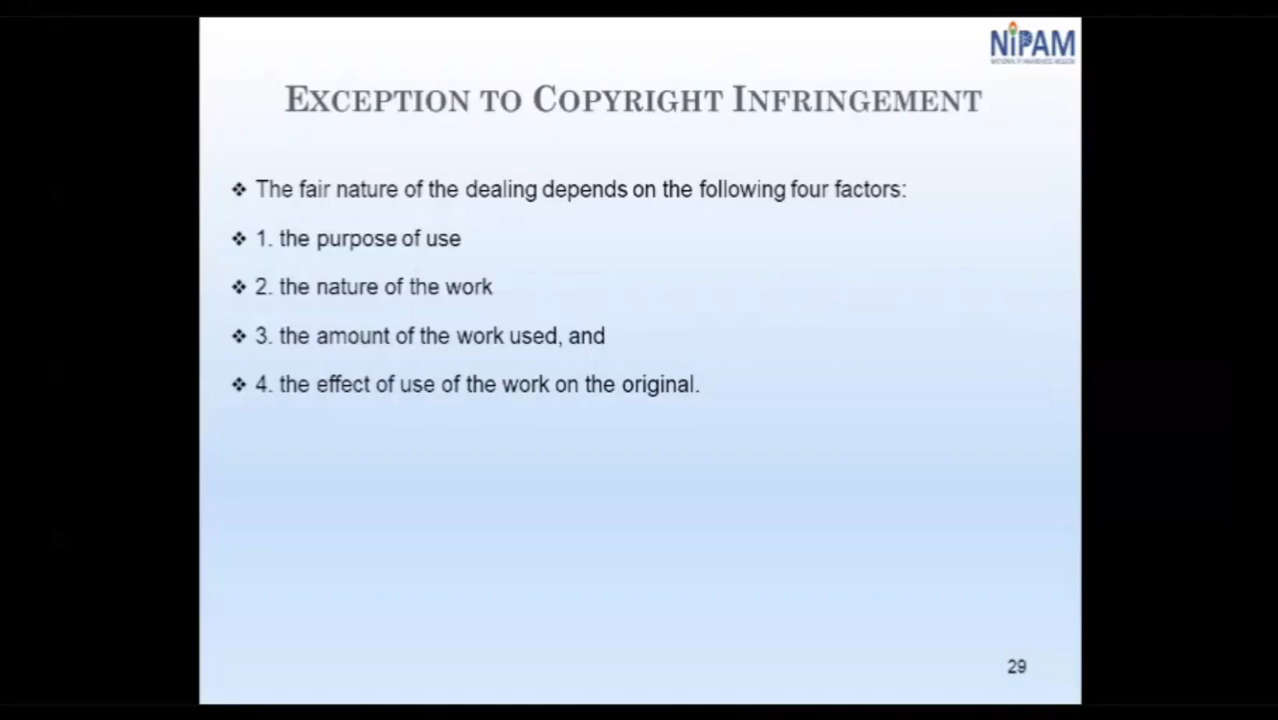 NiPAM
EXCEPTION TO COPYRIGHT INFRINGEMENT
❖ The fair nature of the dealing depends on the following four factors:
❖ 1. the purpose of use
❖ 2. the nature of the work
❖ 3. the amount of the work used, and
❖ 4. the effect of use of the work on the original.
29